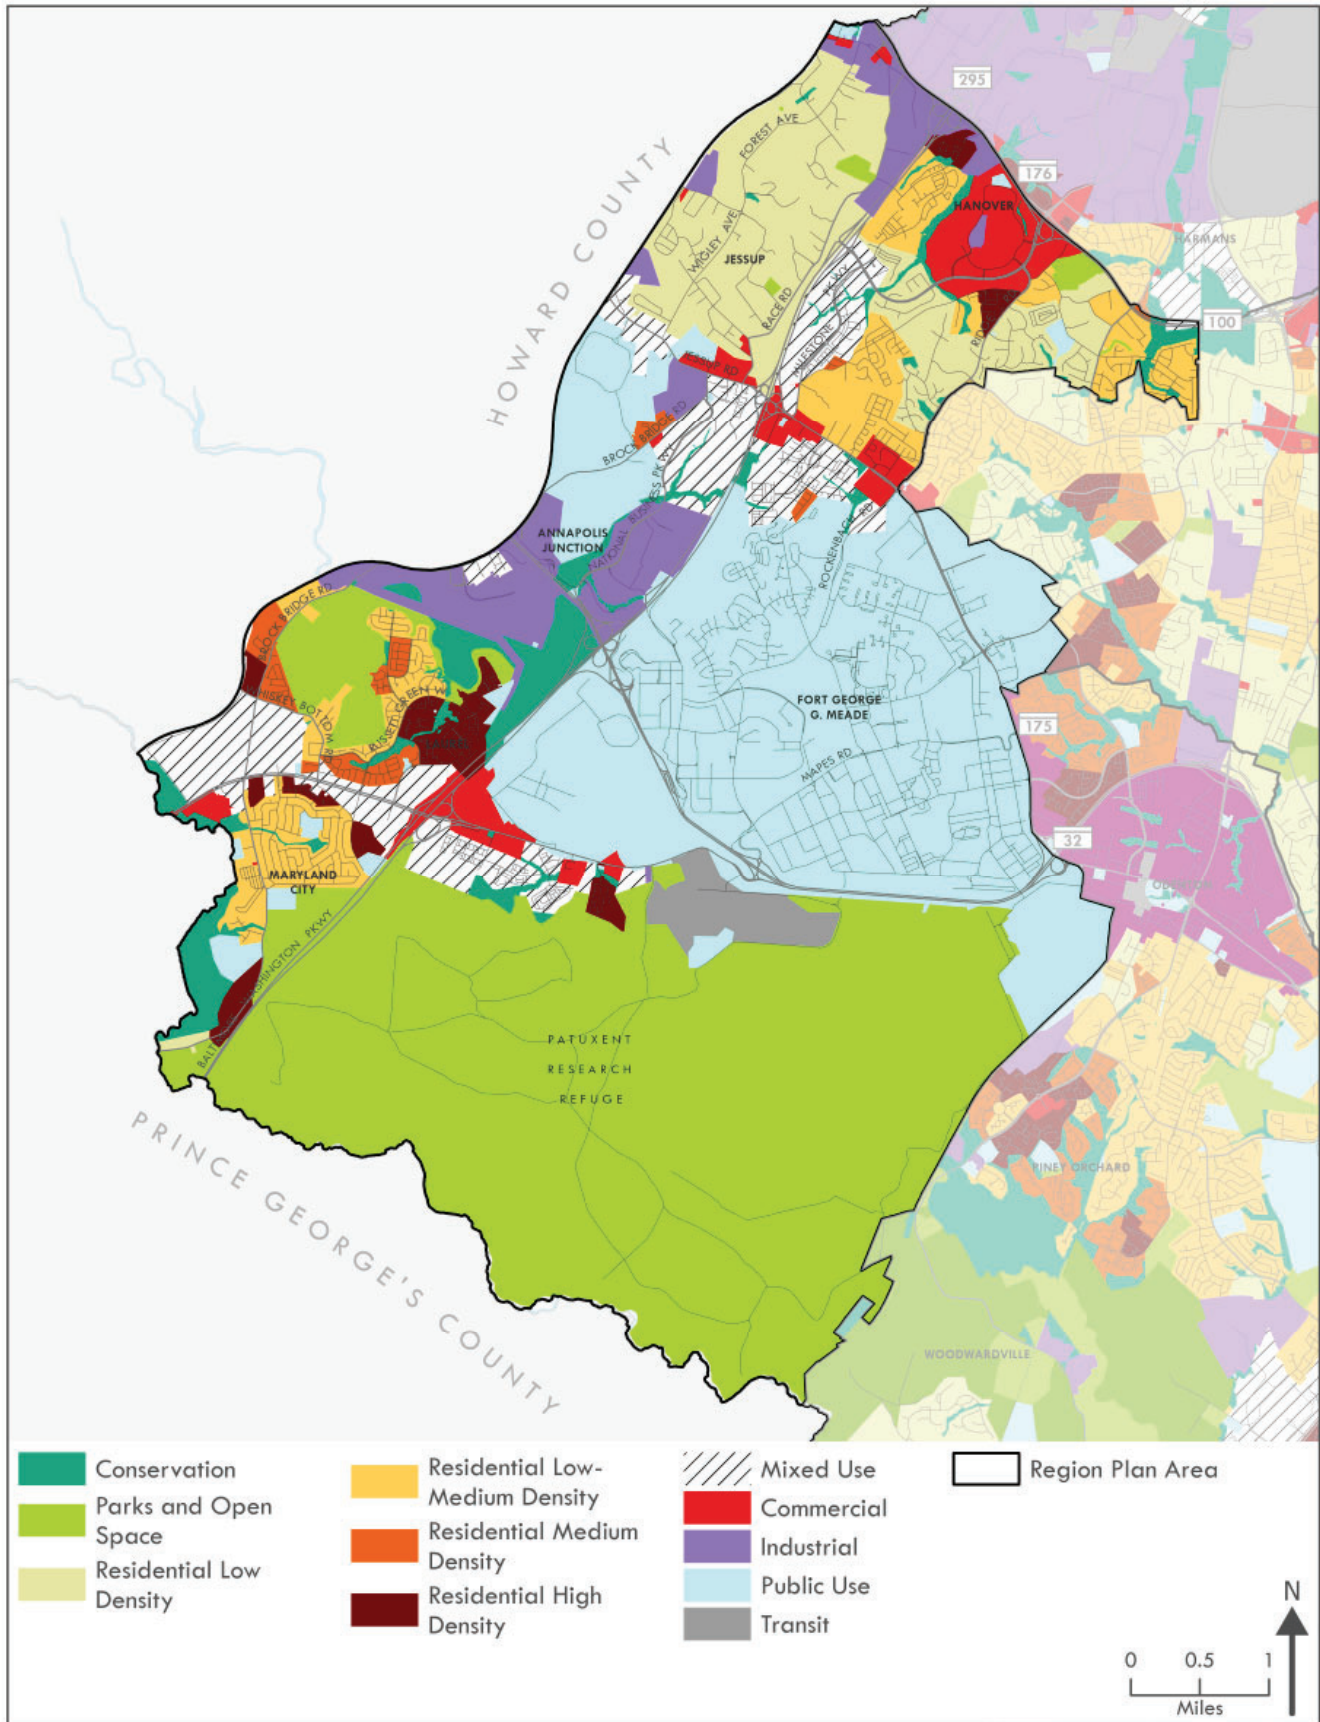 295
FOREST AVE
176
HANOVER
HOWARD COUNTY
WIGLEY AVE
HARMANS
JESSUP
PKWY
RACE RD
MILESTONE
100
JESSUP RD
BROCK BRIDGE RD
NATIONAL BUSINESS PKWY
ANNAPOLIS
JUNCTION
ROCKENBACH RD
BROCK BRIDGE RD
FORT GEORGE
G. MEADE
WHISKEY BOTTOM RD
RUSSETT GREEN W
175
MAPES RD
32
MARYLAND
CITY
ODENTON
BALTIMORE WASHINGTON PKWY
PATUXENT
RESEARCH
REFUGE
PRINCE GEORGE'S COUNTY
PINEY ORCHARD
WOODWARDVILLE
Conservation
Parks and Open
Space
Residential Low
Density
Residential Low-
Medium Density
Residential Medium
Density
Residential High
Density
Mixed Use
Commercial
Industrial
Public Use
Transit
Region Plan Area
N
0 0.5 1
Miles